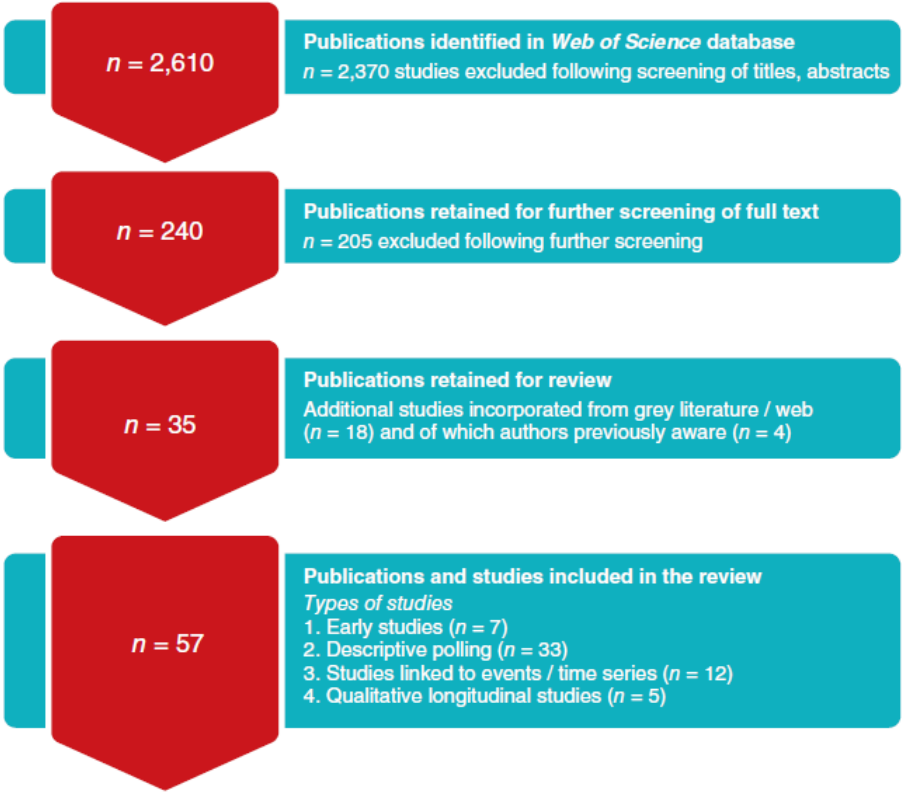 n = 2,610
Publications identified in Web of Science database
n = 2,370 studies excluded following screening of titles, abstracts
n = 240
Publications retained for further screening of full text
n = 205 excluded following further screening
n = 35
Publications retained for review
Additional studies incorporated from grey literature / web
(n = 18) and of which authors previously aware (n = 4)
n = 57
Publications and studies included in the review
Types of studies
1. Early studies (n = 7)
2. Descriptive polling (n = 33)
3. Studies linked to events / time series (n = 12)
4. Qualitative longitudinal studies (n = 5)